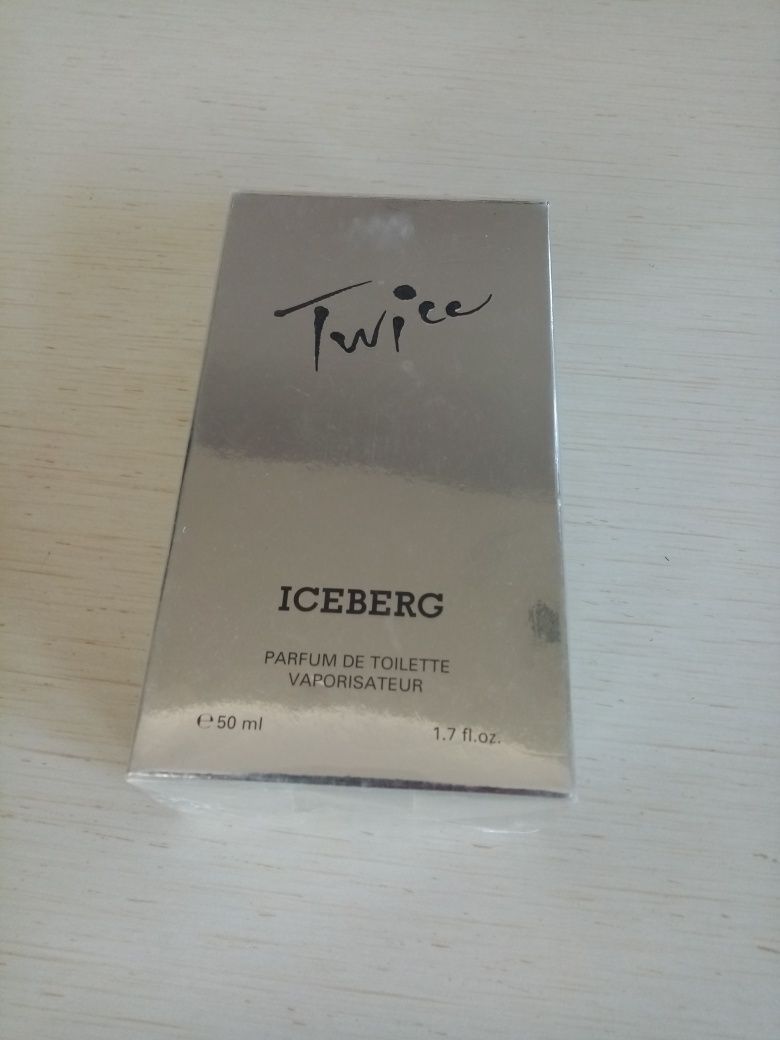 Twice
ICEBERG
PARFUM DE TOILETTE
VAPORISATEUR
℮ 50 ml
1.7 fl.oz.